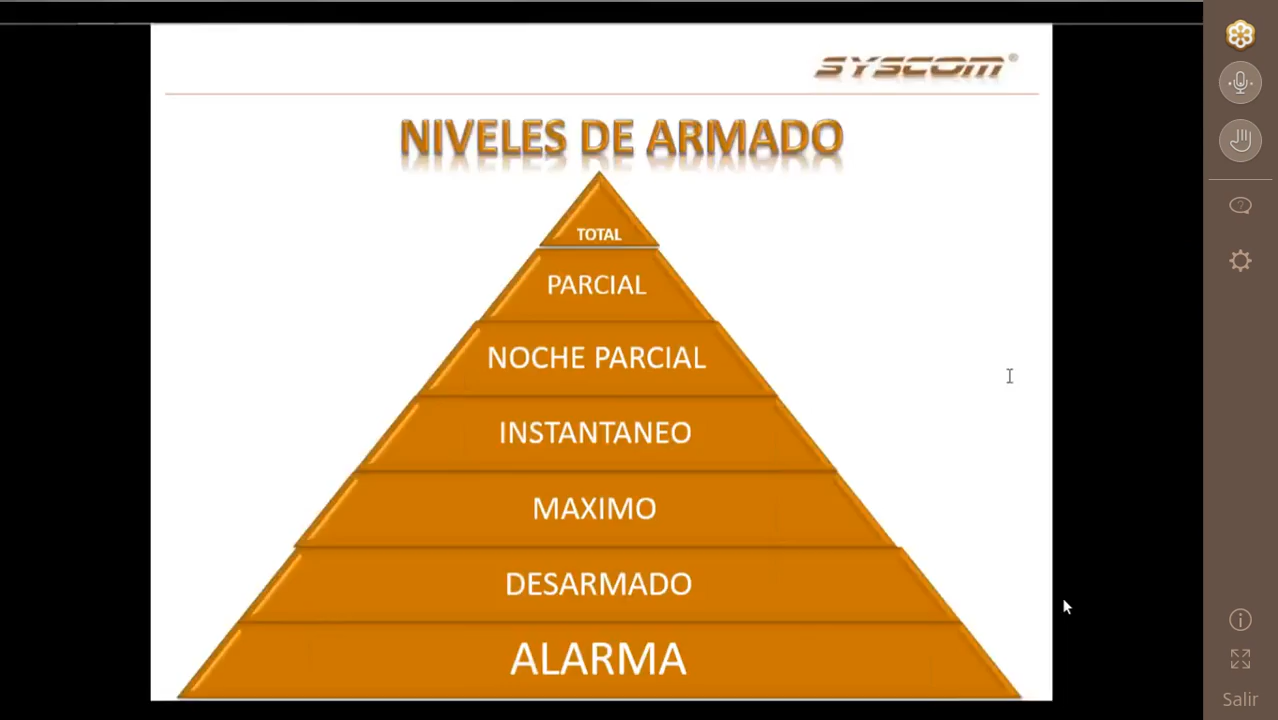 SYSCOM®
NIVELES DE ARMADO
TOTAL
PARCIAL
NOCHE PARCIAL
INSTANTANEO
MAXIMO
DESARMADO
ALARMA
Salir